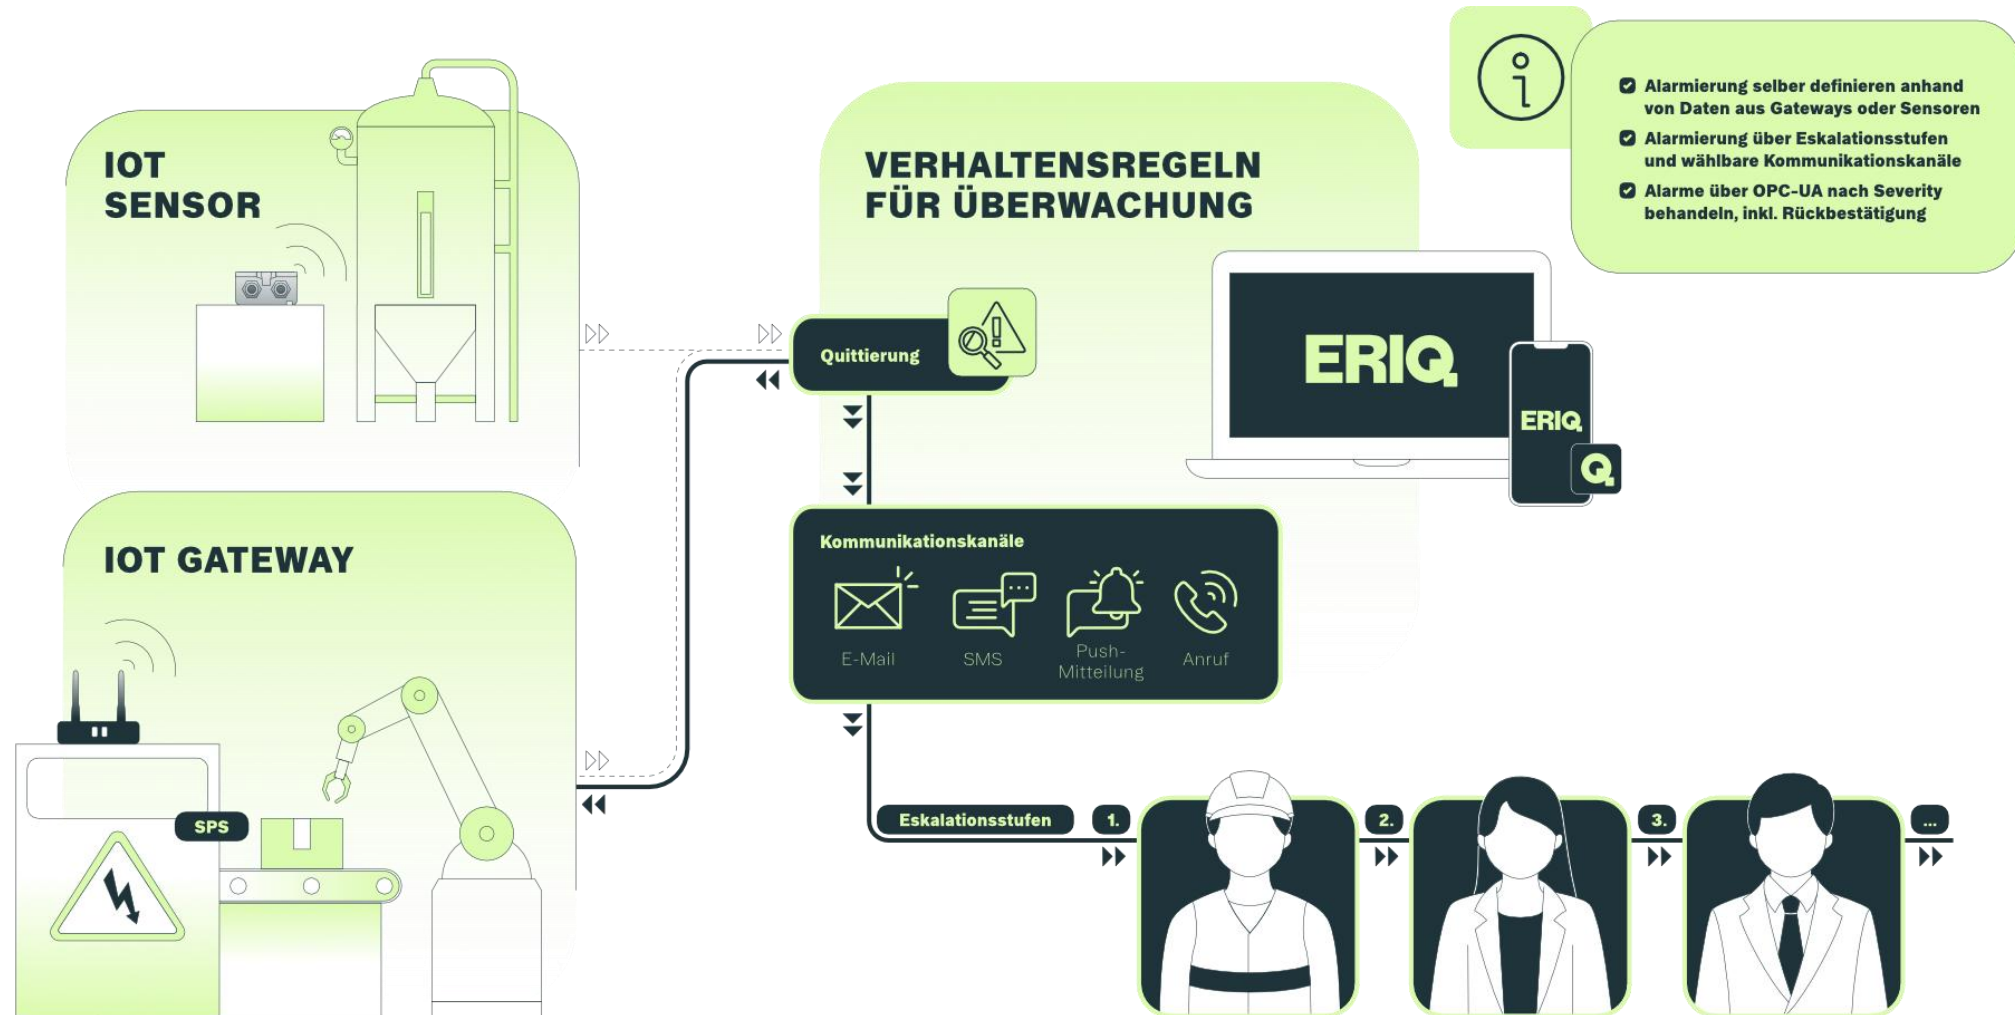 IOT
SENSOR
VERHALTENSREGELN
FÜR ÜBERWACHUNG
Alarmierung selber definieren anhand
von Daten aus Gateways oder Sensoren
Alarmierung über Eskalationsstufen
und wählbare Kommunikationskanäle
Alarme über OPC-UA nach Severity
behandeln, inkl. Rückbestätigung
Quittierung
ERIQ
ERIQ
Q
IOT GATEWAY
SPS
Kommunikationskanäle
E-Mail
SMS
Push-
Mitteilung
Anruf
Eskalationsstufen
1.
2.
3.
...